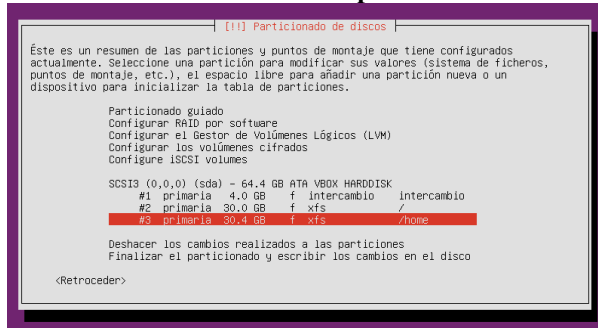 [!!] Particionado de discos
Éste es un resumen de las particiones y puntos de montaje que tiene configurados
actualmente. Seleccione una partición para modificar sus valores (sistema de ficheros,
puntos de montaje, etc.), el espacio libre para añadir una partición nueva o un
dispositivo para inicializar la tabla de particiones.
Particionado guiado
Configurar RAID por software
Configurar el Gestor de Volúmenes Lógicos (LVM)
Configurar los volúmenes cifrados
Configure iSCSI volumes
SCSI3 (0,0,0) (sda) - 64.4 GB ATA VBOX HARDDISK
#1 primaria 4.0 GB f intercambio intercambio
#2 primaria 30.0 GB f xfs /
#3 primaria 30.4 GB f xfs /home
Deshacer los cambios realizados a las particiones
Finalizar el particionado y escribir los cambios en el disco
<Retroceder>